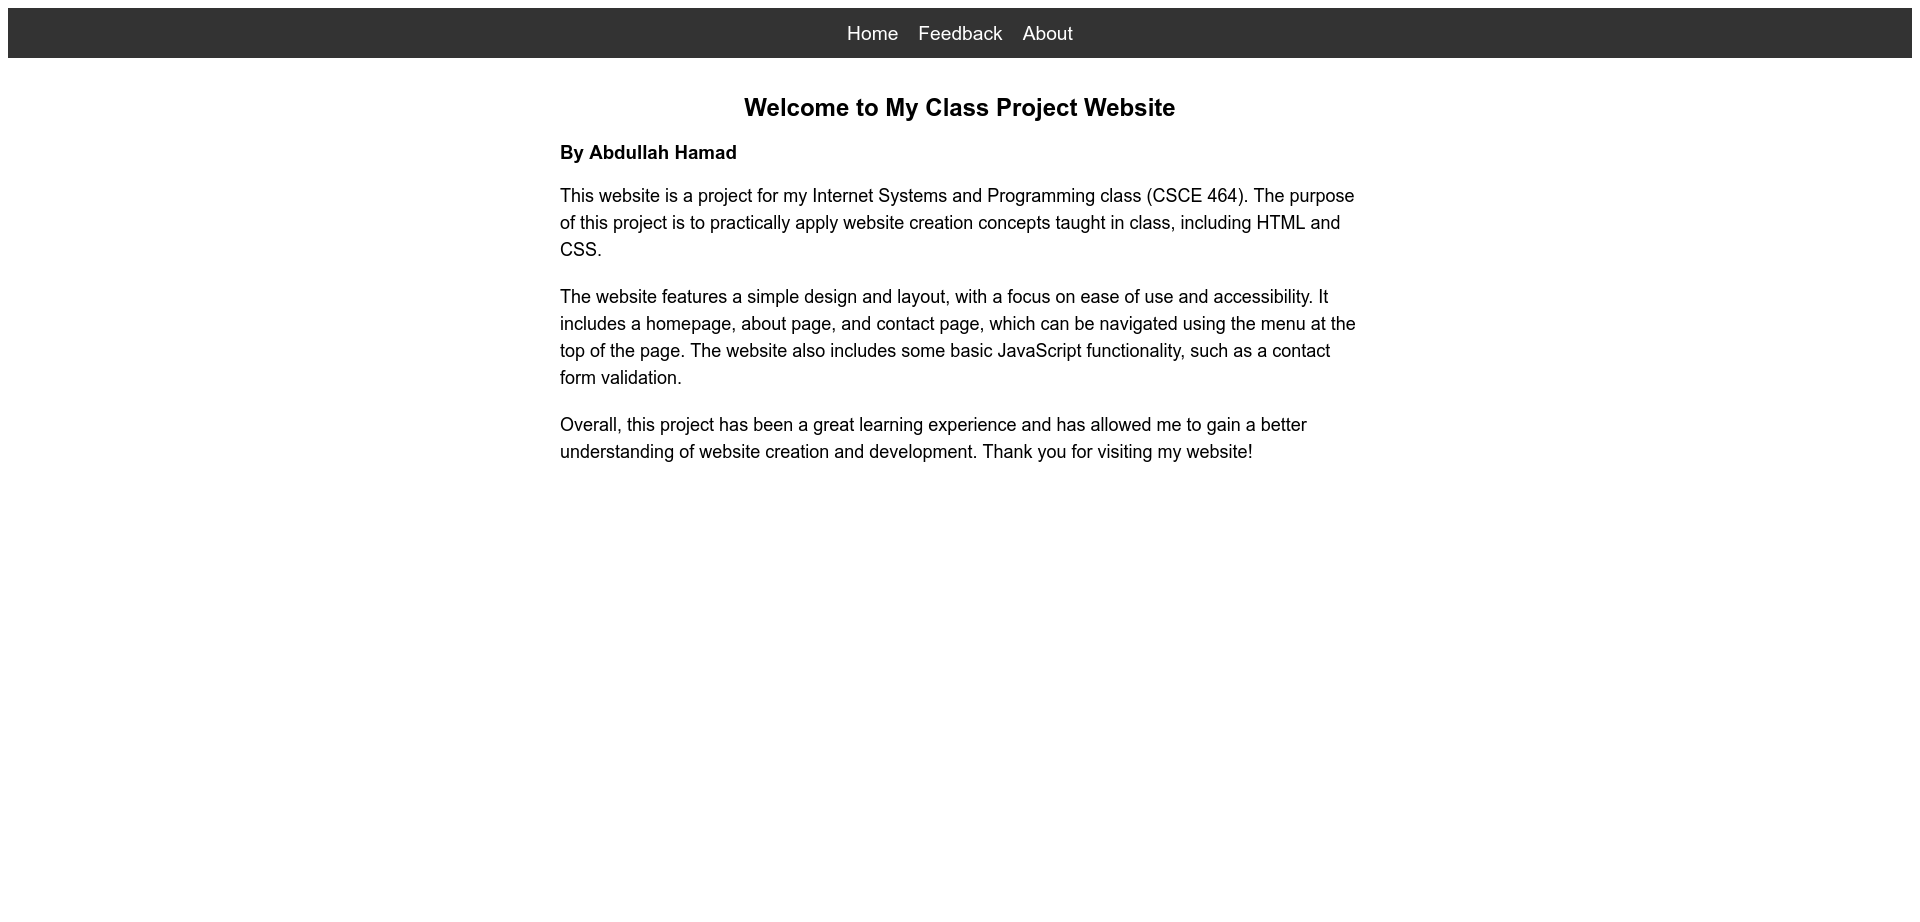 Home Feedback About
Welcome to My Class Project Website
By Abdullah Hamad
This website is a project for my Internet Systems and Programming class (CSCE 464). The purpose
of this project is to practically apply website creation concepts taught in class, including HTML and
CSS.
The website features a simple design and layout, with a focus on ease of use and accessibility. It
includes a homepage, about page, and contact page, which can be navigated using the menu at the
top of the page. The website also includes some basic JavaScript functionality, such as a contact
form validation.
Overall, this project has been a great learning experience and has allowed me to gain a better
understanding of website creation and development. Thank you for visiting my website!